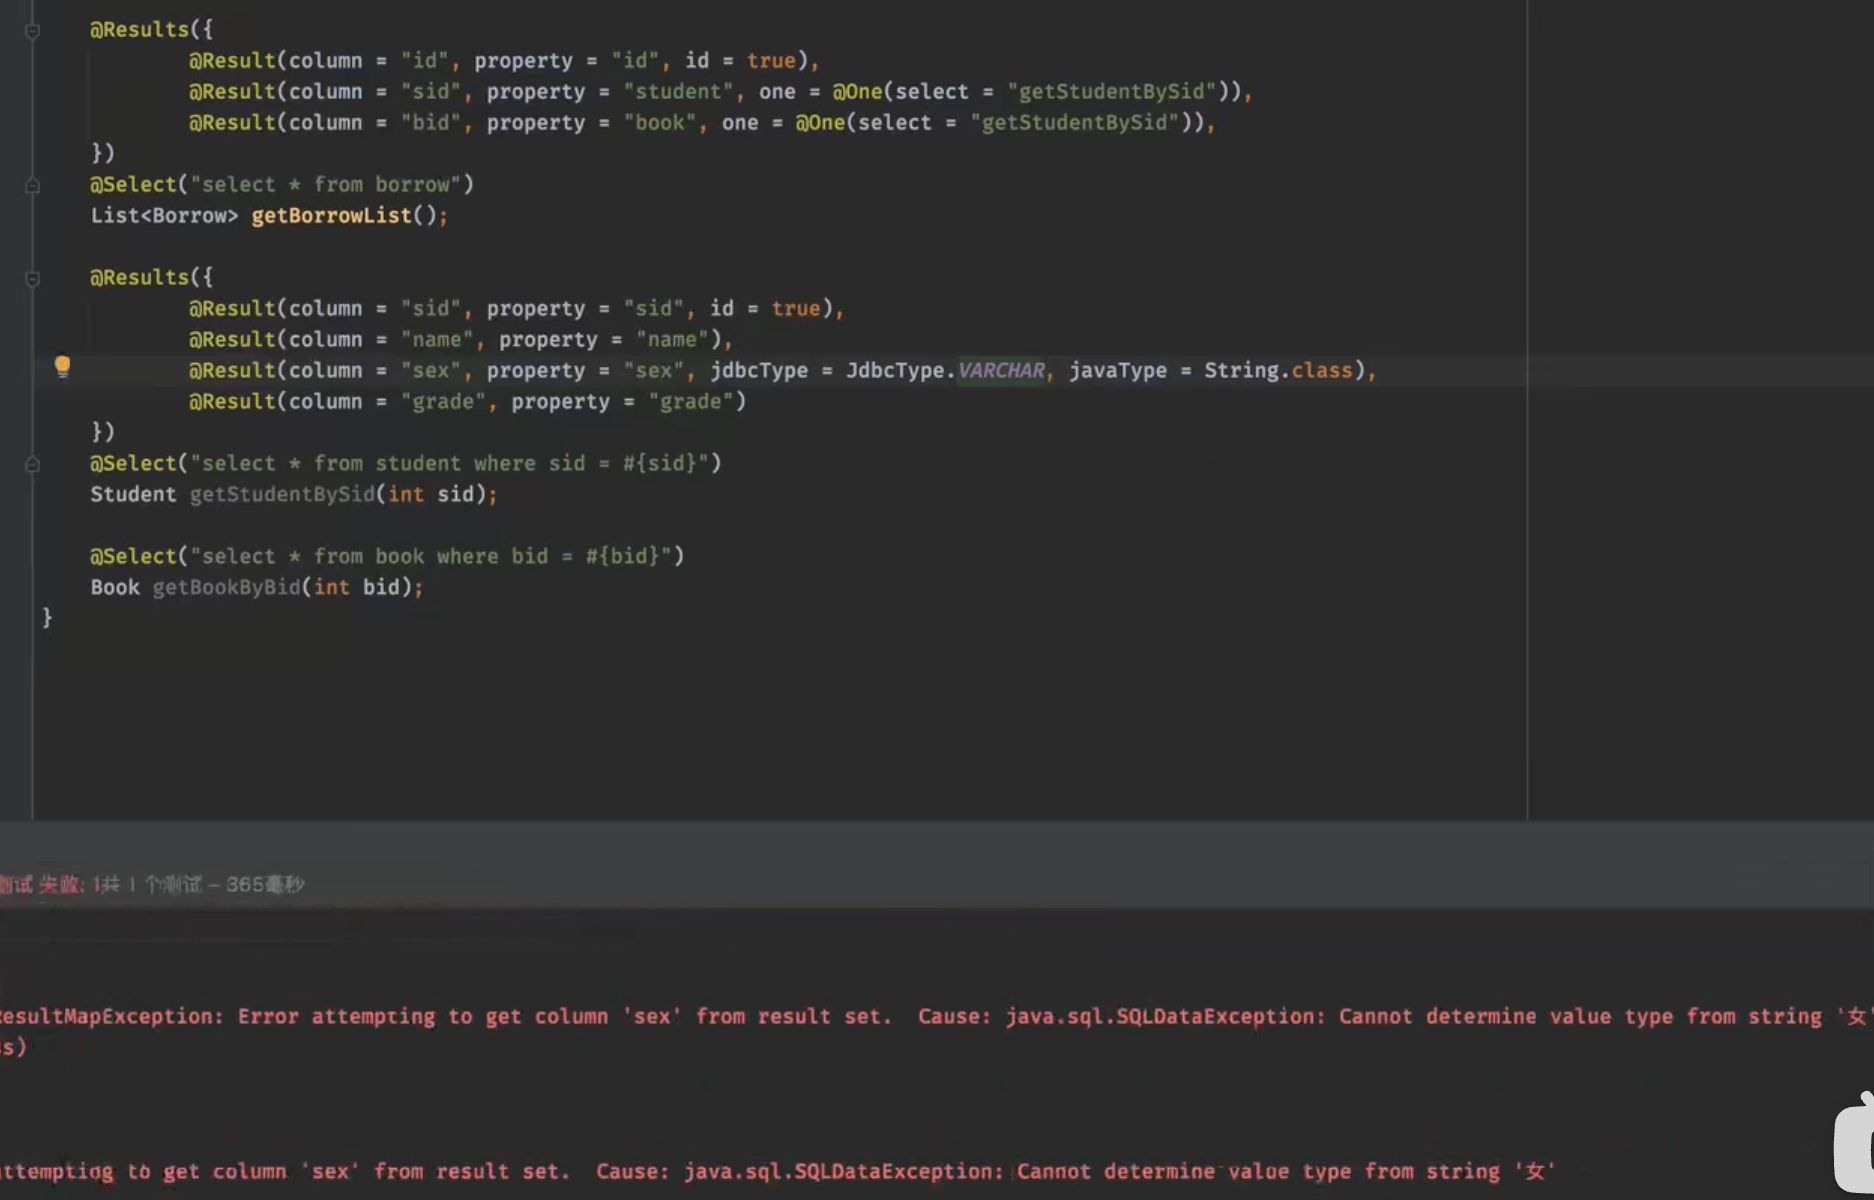 @Results({
@Result(column = "id", property = "id", id = true),
@Result(column = "sid", property = "student", one = @One(select = "getStudentBySid")),
@Result(column = "bid", property = "book", one = @One(select = "getStudentBySid")),
})
@Select("select * from borrow")
List<Borrow> getBorrowList();
@Results({
@Result(column = "sid", property = "sid", id = true),
@Result(column = "name", property = "name"),
@Result(column = "sex", property = "sex", jdbcType = JdbcType.VARCHAR, javaType = String.class),
@Result(column = "grade", property = "grade")
})
@Select("select * from student where sid = #{sid}")
Student getStudentBySid(int sid);
@Select("select * from book where bid = #{bid}")
Book getBookByBid(int bid);
}
测试 失败: 1共 1 个测试 – 365毫秒
esultMapException: Error attempting to get column 'sex' from result set.  Cause: java.sql.SQLDataException: Cannot determine value type from string '女'
s)
ttempting to get column 'sex' from result set.  Cause: java.sql.SQLDataException: Cannot determine value type from string '女'